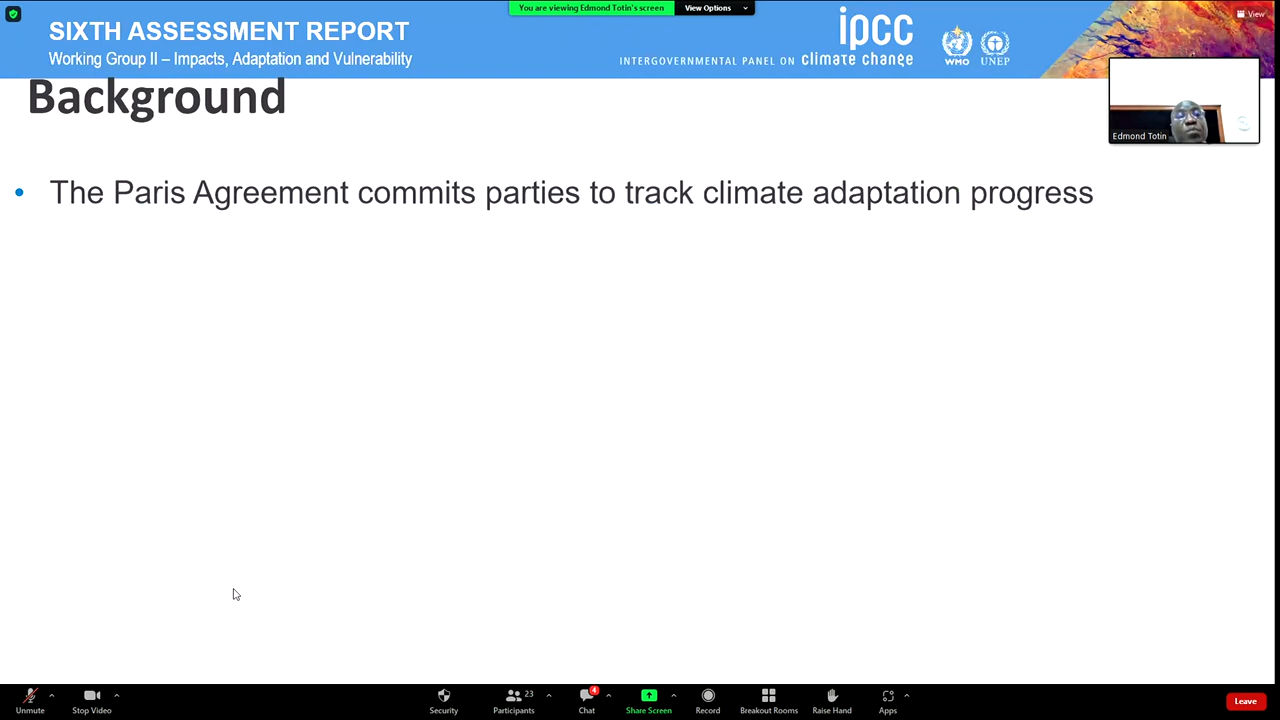 You are viewing Edmond Totin's screen
View Options
View
SIXTH ASSESSMENT REPORT
Working Group II – Impacts, Adaptation and Vulnerability
ipcc
INTERGOVERNMENTAL PANEL ON climate change
WMO
UNEP
Background
Edmond Totin
• The Paris Agreement commits parties to track climate adaptation progress
Unmute
Stop Video
Security
Participants
23
Chat
4
Share Screen
Record
Breakout Rooms
Raise Hand
Apps
Leave